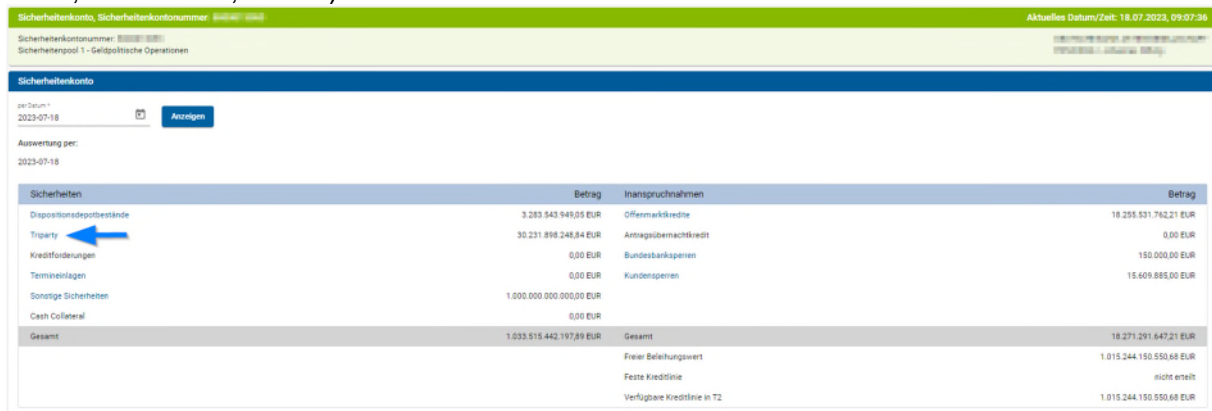 Sicherheitenkonto, Sicherheitenkontonummer Aktuelles Datum/Zeit: 18.07.2023, 09:07:36
Sicherheitenkontonummer:
Sicherheitenpool 1 - Geldpolitische Operationen
Sicherheitenkonto
per Datum *
2023-07-18 Anzeigen
Auswertung per:
2023-07-18
Sicherheiten Betrag Inanspruchnahmen Betrag
Dispositionsdepotbestände 3.283.543.949,05 EUR Offenmarktkredite 18.255.531.762,21 EUR
Triparty 30.231.898.248,84 EUR Antragsübernachtkredit 0,00 EUR
Kreditforderungen 0,00 EUR Bundesbanksperren 150.000,00 EUR
Termineinlagen 0,00 EUR Kundensperren 15.609.885,00 EUR
Sonstige Sicherheiten 1.000.000.000.000,00 EUR
Cash Collateral 0,00 EUR
Gesamt 1.033.515.442.197,89 EUR Gesamt 18.271.291.647,21 EUR
Freier Beleihungswert 1.015.244.150.550,68 EUR
Feste Kreditlinie nicht erteilt
Verfügbare Kreditlinie in T2 1.015.244.150.550,68 EUR